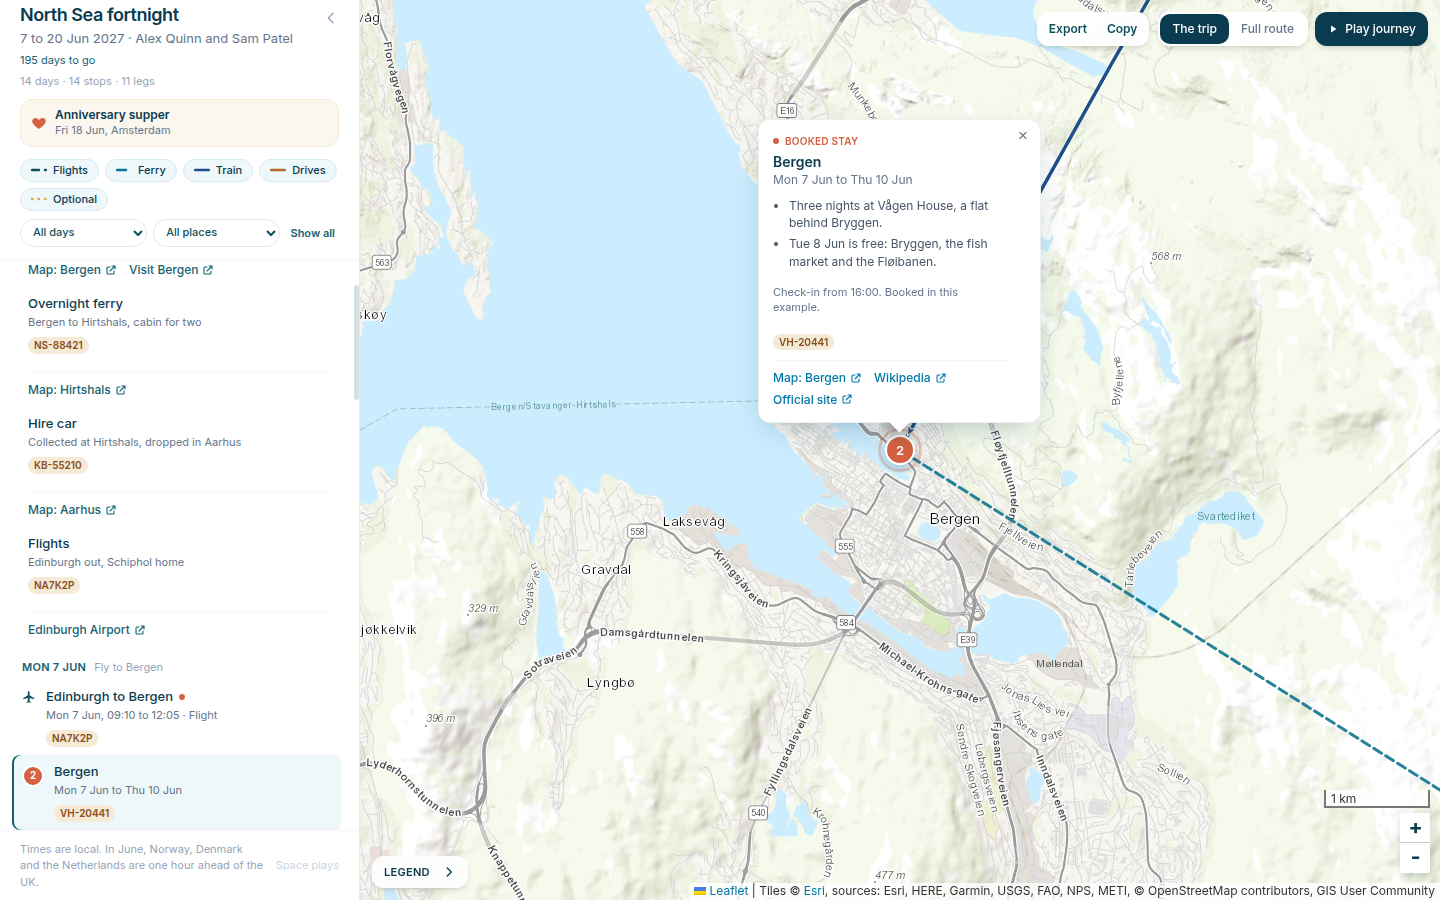 North Sea fortnight
7 to 20 Jun 2027 · Alex Quinn and Sam Patel
195 days to go
14 days · 14 stops · 11 legs
Anniversary supper
Fri 18 Jun, Amsterdam
Flights
Ferry
Train
Drives
Optional
All days
All places
Show all
Map: Bergen
Visit Bergen
Overnight ferry
Bergen to Hirtshals, cabin for two
NS-88421
Map: Hirtshals
Hire car
Collected at Hirtshals, dropped in Aarhus
KB-55210
Map: Aarhus
Flights
Edinburgh out, Schiphol home
NA7K2P
Edinburgh Airport
MON 7 JUN Fly to Bergen
Edinburgh to Bergen
Mon 7 Jun, 09:10 to 12:05 · Flight
NA7K2P
2
Bergen
Mon 7 Jun to Thu 10 Jun
VH-20441
Times are local. In June, Norway, Denmark
and the Netherlands are one hour ahead of the
UK.
Space plays
Export
Copy
The trip
Full route
Play journey
BOOKED STAY
×
Bergen
Mon 7 Jun to Thu 10 Jun
Three nights at Vågen House, a flat
behind Bryggen.
Tue 8 Jun is free: Bryggen, the fish
market and the Fløibanen.
Check-in from 16:00. Booked in this
example.
VH-20441
Map: Bergen
Wikipedia
Official site
2
våg
Florvågvegen
E16
563
skøy
568 m
Byfjellene
Bergen/Stavanger-Hirtshals
Fløyfjelltunnelen
Laksevåg
558
Bergen
Fjellveien
Svartediket
Tarlebøveien
555
Gravdal
Kringsjåveien
329 m
584
jøkkelvik
Damsgårdtunnelen
E39
Sotraveien
Michael-Krohns-gate
Møllendal
Lyngbø
Jonas Lies vei
Ibsens gate
396 m
Fyllingsdalsveien
Søndre Skogveien
Løbergsveien
Fjøsangerveien
Inndalsveien
Sollien
Lyderhornstunnelen
540
Krohnegården
477 m
1 km
+
-
LEGEND
Leaflet | Tiles © Esri, sources: Esri, HERE, Garmin, USGS, FAO, NPS, METI, © OpenStreetMap contributors, GIS User Community